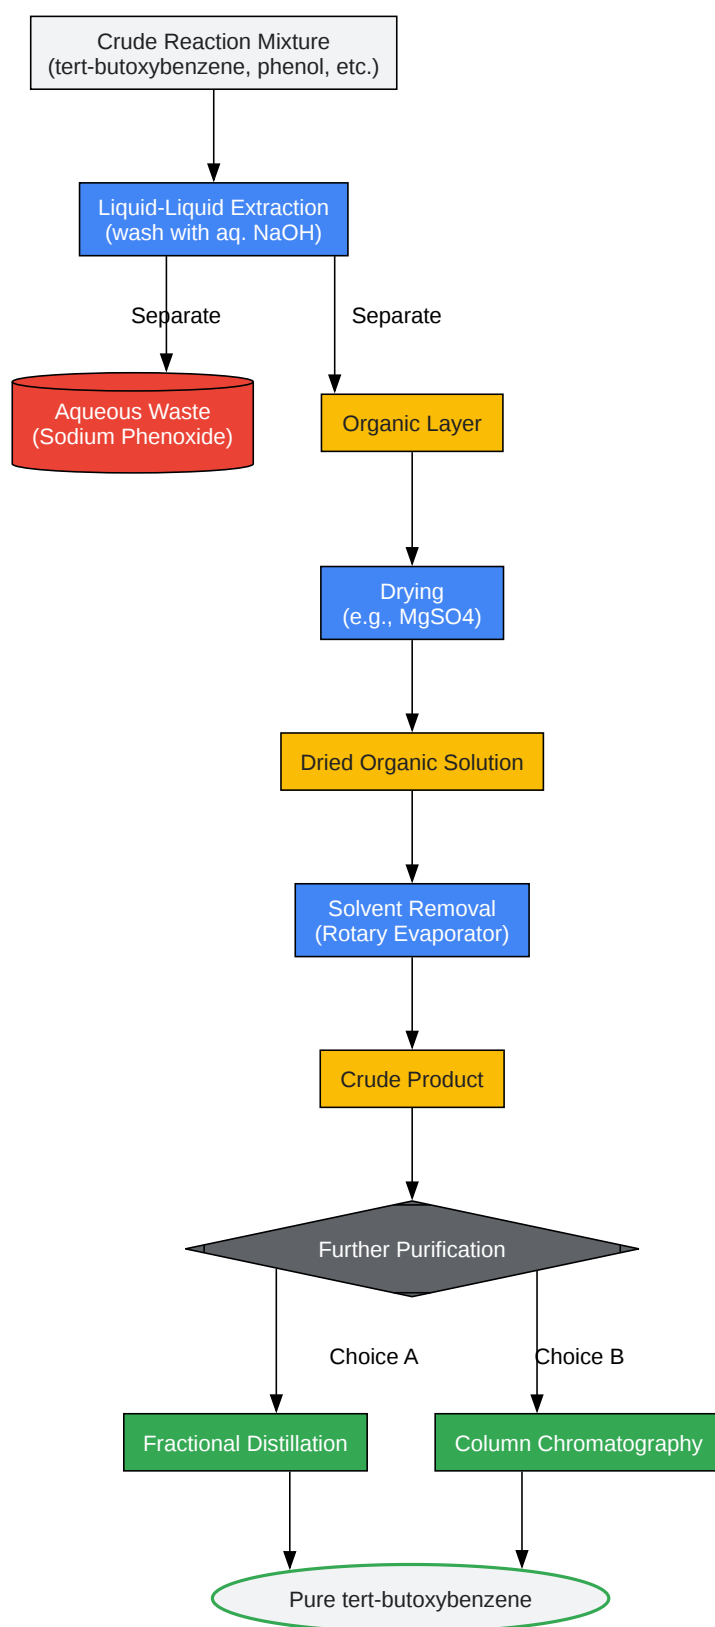 Crude Reaction Mixture
(tert-butoxybenzene, phenol, etc.)
Liquid-Liquid Extraction
(wash with aq. NaOH)
Separate
Separate
Aqueous Waste
(Sodium Phenoxide)
Organic Layer
Drying
(e.g., MgSO4)
Dried Organic Solution
Solvent Removal
(Rotary Evaporator)
Crude Product
Further Purification
Choice A
Choice B
Fractional Distillation
Column Chromatography
Pure tert-butoxybenzene